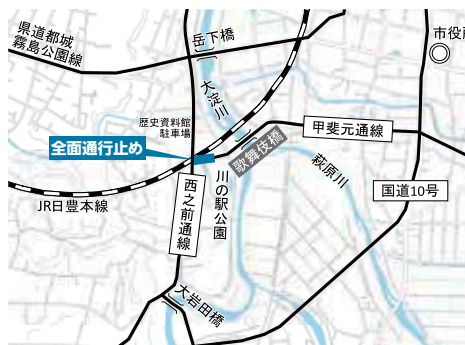 県道都城
霧島公園線
岳下橋
市役所
大淀川
歴史資料館
駐車場
全面通行止め
歌舞伎橋
甲斐元通線
萩原川
川の駅公園
西之前通線
国道10号
JR日豊本線
大岩田橋